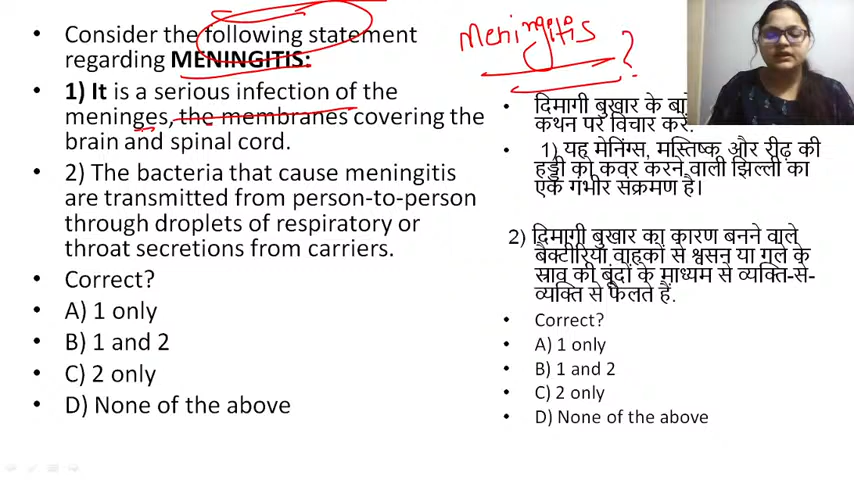 • Consider the following statement
regarding MENINGITIS:
• 1) It is a serious infection of the
meninges, the membranes covering the
brain and spinal cord.
• 2) The bacteria that cause meningitis
are transmitted from person-to-person
through droplets of respiratory or
throat secretions from carriers.
• Correct?
• A) 1 only
• B) 1 and 2
• C) 2 only
• D) None of the above
Meningitis ?
• दिमागी बुखार के
कथन पर विचार करें.
• 1) यह मेनिंग्स, मस्तिष्क और रीढ़ की
हड्डी को कवर करने वाली झिल्ली का
एक गंभीर संक्रमण है।
2) दिमागी बुखार का कारण बनने वाले
बैक्टीरिया वाहकों से श्वसन या गले के
स्राव की बूंदों के माध्यम से व्यक्ति-से-
व्यक्ति से फैलते हैं.
• Correct?
• A) 1 only
• B) 1 and 2
• C) 2 only
• D) None of the above